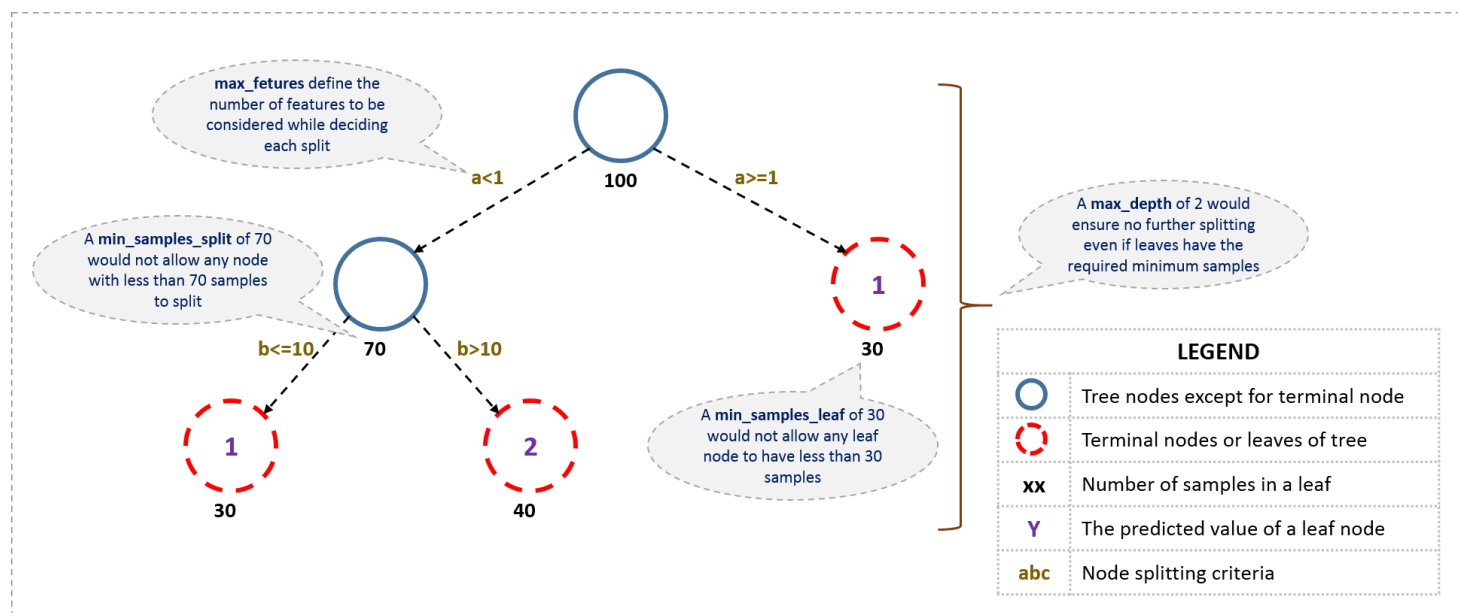 max_fetures define the
number of features to be
considered while deciding
each split
100
a<1
a>=1
A min_samples_split of 70
would not allow any node
with less than 70 samples
to split
70
b<=10
b>10
1
30
1
30
2
40
A min_samples_leaf of 30
would not allow any leaf
node to have less than 30
samples
A max_depth of 2 would
ensure no further splitting
even if leaves have the
required minimum samples
LEGEND
Tree nodes except for terminal node
Terminal nodes or leaves of tree
xx Number of samples in a leaf
Y The predicted value of a leaf node
abc Node splitting criteria